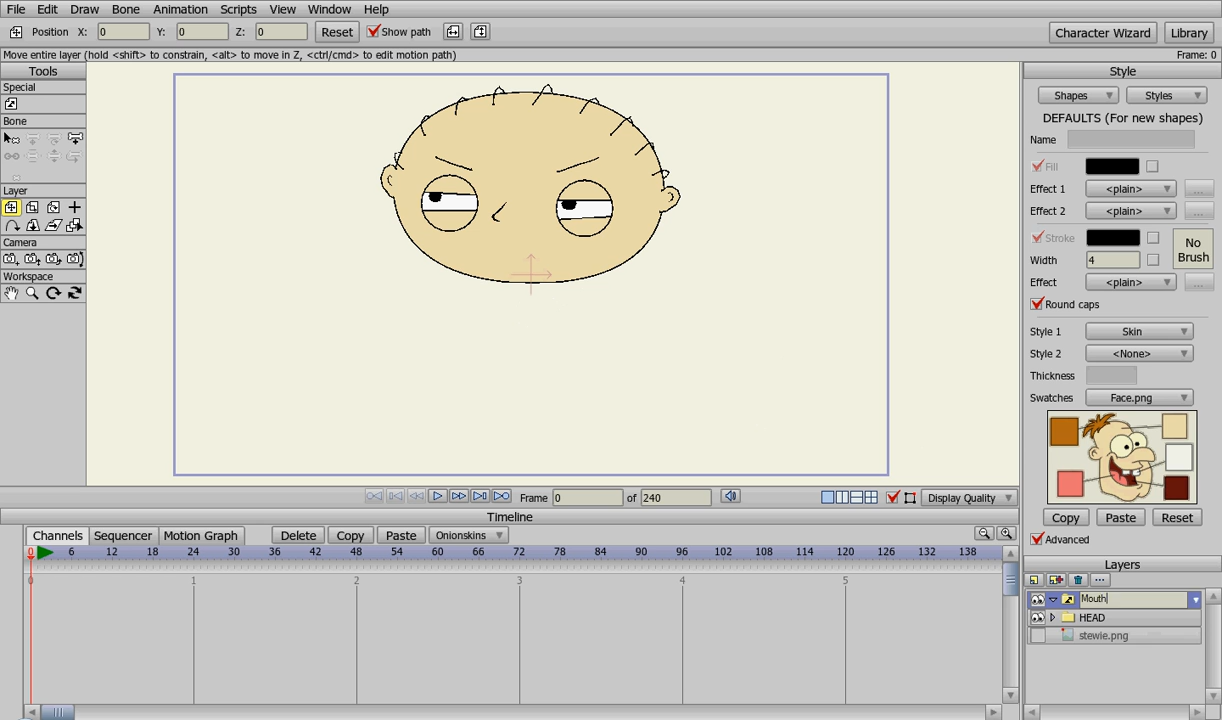 File Edit Draw Bone Animation Scripts View Window Help
Position X: 0 Y: 0 Z: 0 Reset Show path Character Wizard Library
Move entire layer (hold <shift> to constrain, <alt> to move in Z, <ctrl/cmd> to edit motion path) Frame: 0
Tools
Special
Bone
Layer
Camera
Workspace
Style
Shapes Styles
DEFAULTS (For new shapes)
Name
Fill
Effect 1 <plain> ...
Effect 2 <plain> ...
Stroke
No Brush
Width 4
Effect <plain> ...
Round caps
Style 1 Skin
Style 2 <None>
Thickness
Swatches Face.png
Copy Paste Reset
Advanced
Frame 0 of 240 Display Quality
Timeline
Channels Sequencer Motion Graph Delete Copy Paste Onionskins
0 6 12 18 24 30 36 42 48 54 60 66 72 78 84 90 96 102 108 114 120 126 132 138
0 1 2 3 4 5
Layers
...
Mouth
HEAD
stewie.png